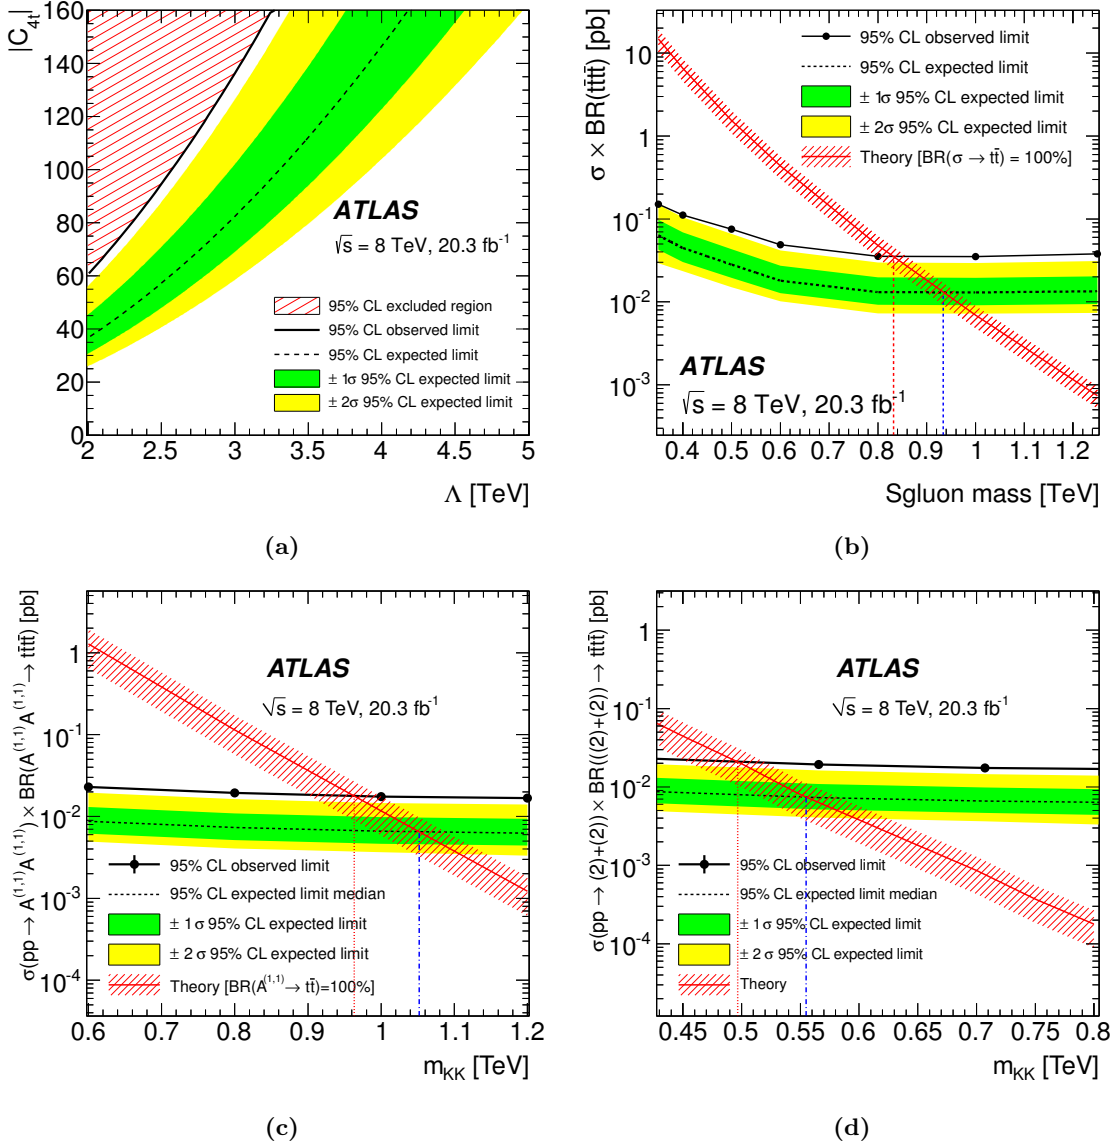 |C4t|
160
140
120
100
80
60
40
20
0
ATLAS
√s = 8 TeV, 20.3 fb-1
95% CL excluded region
95% CL observed limit
95% CL expected limit
± 1σ 95% CL expected limit
± 2σ 95% CL expected limit
2 2.5 3 3.5 4 4.5 5
Λ [TeV]
(a)
σ × BR(tt̄tt̄) [pb]
10
1
10-1
10-2
10-3
95% CL observed limit
95% CL expected limit
± 1σ 95% CL expected limit
± 2σ 95% CL expected limit
Theory [BR(σ → tt̄) = 100%]
ATLAS
√s = 8 TeV, 20.3 fb-1
0.4 0.5 0.6 0.7 0.8 0.9 1 1.1 1.2
Sgluon mass [TeV]
(b)
σ(pp→ A(1,1)A(1,1)) × BR(A(1,1)A(1,1)→ tt̄tt̄) [pb]
1
10-1
10-2
10-3
10-4
ATLAS
√s = 8 TeV, 20.3 fb-1
95% CL observed limit
95% CL expected limit median
± 1 σ 95% CL expected limit
± 2 σ 95% CL expected limit
Theory [BR(A(1,1)→ tt̄)=100%]
0.6 0.7 0.8 0.9 1 1.1 1.2
mKK [TeV]
(c)
σ(pp→ (2)+(2)) × BR((2)+(2)) → tt̄tt̄) [pb]
1
10-1
10-2
10-3
10-4
ATLAS
√s = 8 TeV, 20.3 fb-1
95% CL observed limit
95% CL expected limit median
± 1 σ 95% CL expected limit
± 2 σ 95% CL expected limit
Theory
0.45 0.5 0.55 0.6 0.65 0.7 0.75 0.8
mKK [TeV]
(d)